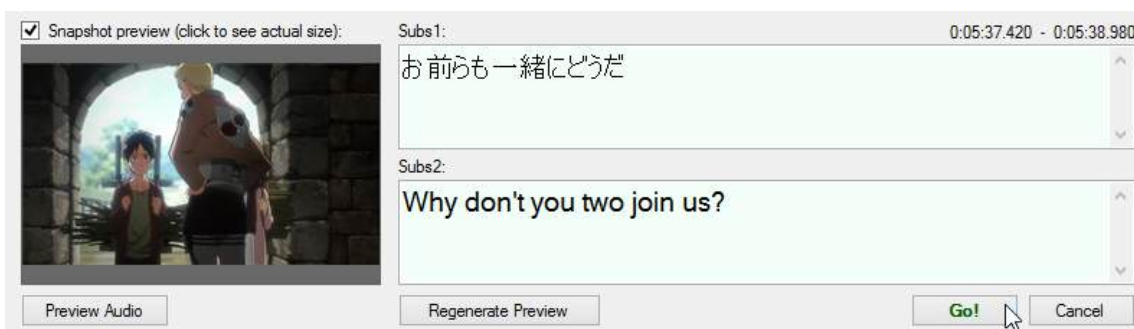 Snapshot preview (click to see actual size):
Subs1:
0:05:37.420 - 0:05:38.980
お前らも一緒にどうだ
Subs2:
Why don't you two join us?
Preview Audio
Regenerate Preview
Go!
Cancel